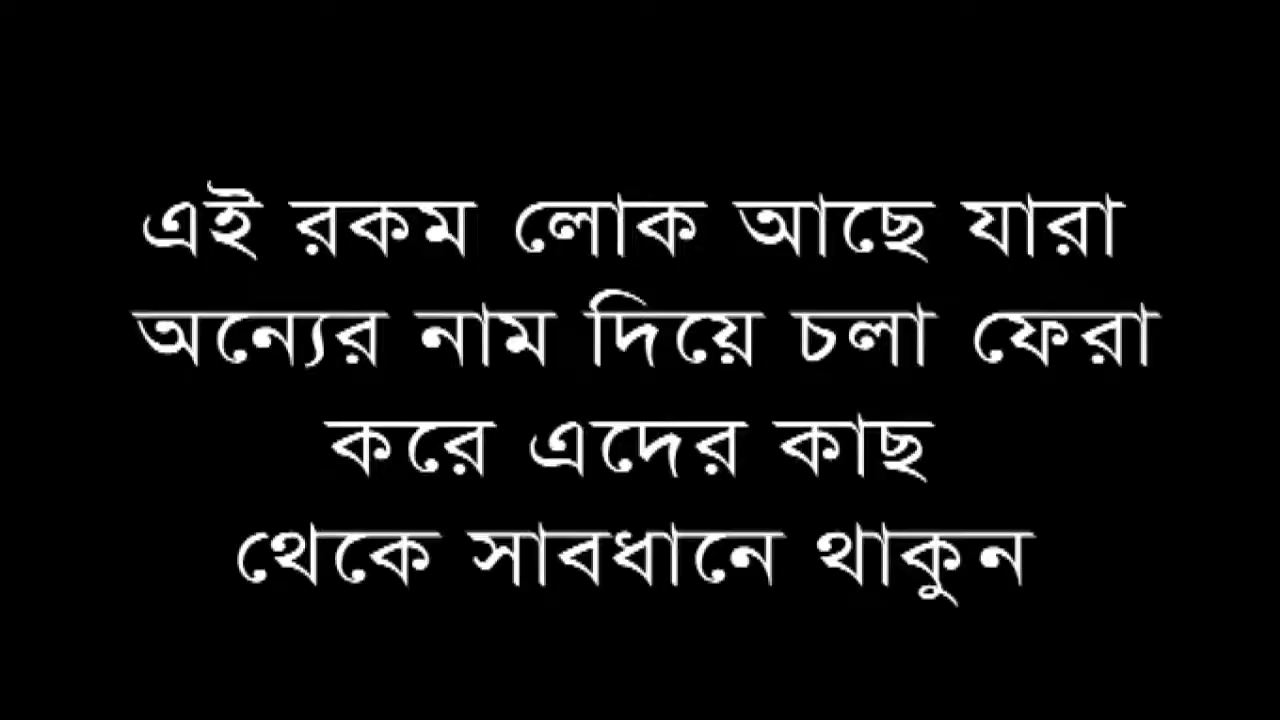 এই রকম লোক আছে যারা
অন্যের নাম দিয়ে চলা ফেরা
করে এদের কাছ
থেকে সাবধানে থাকুন